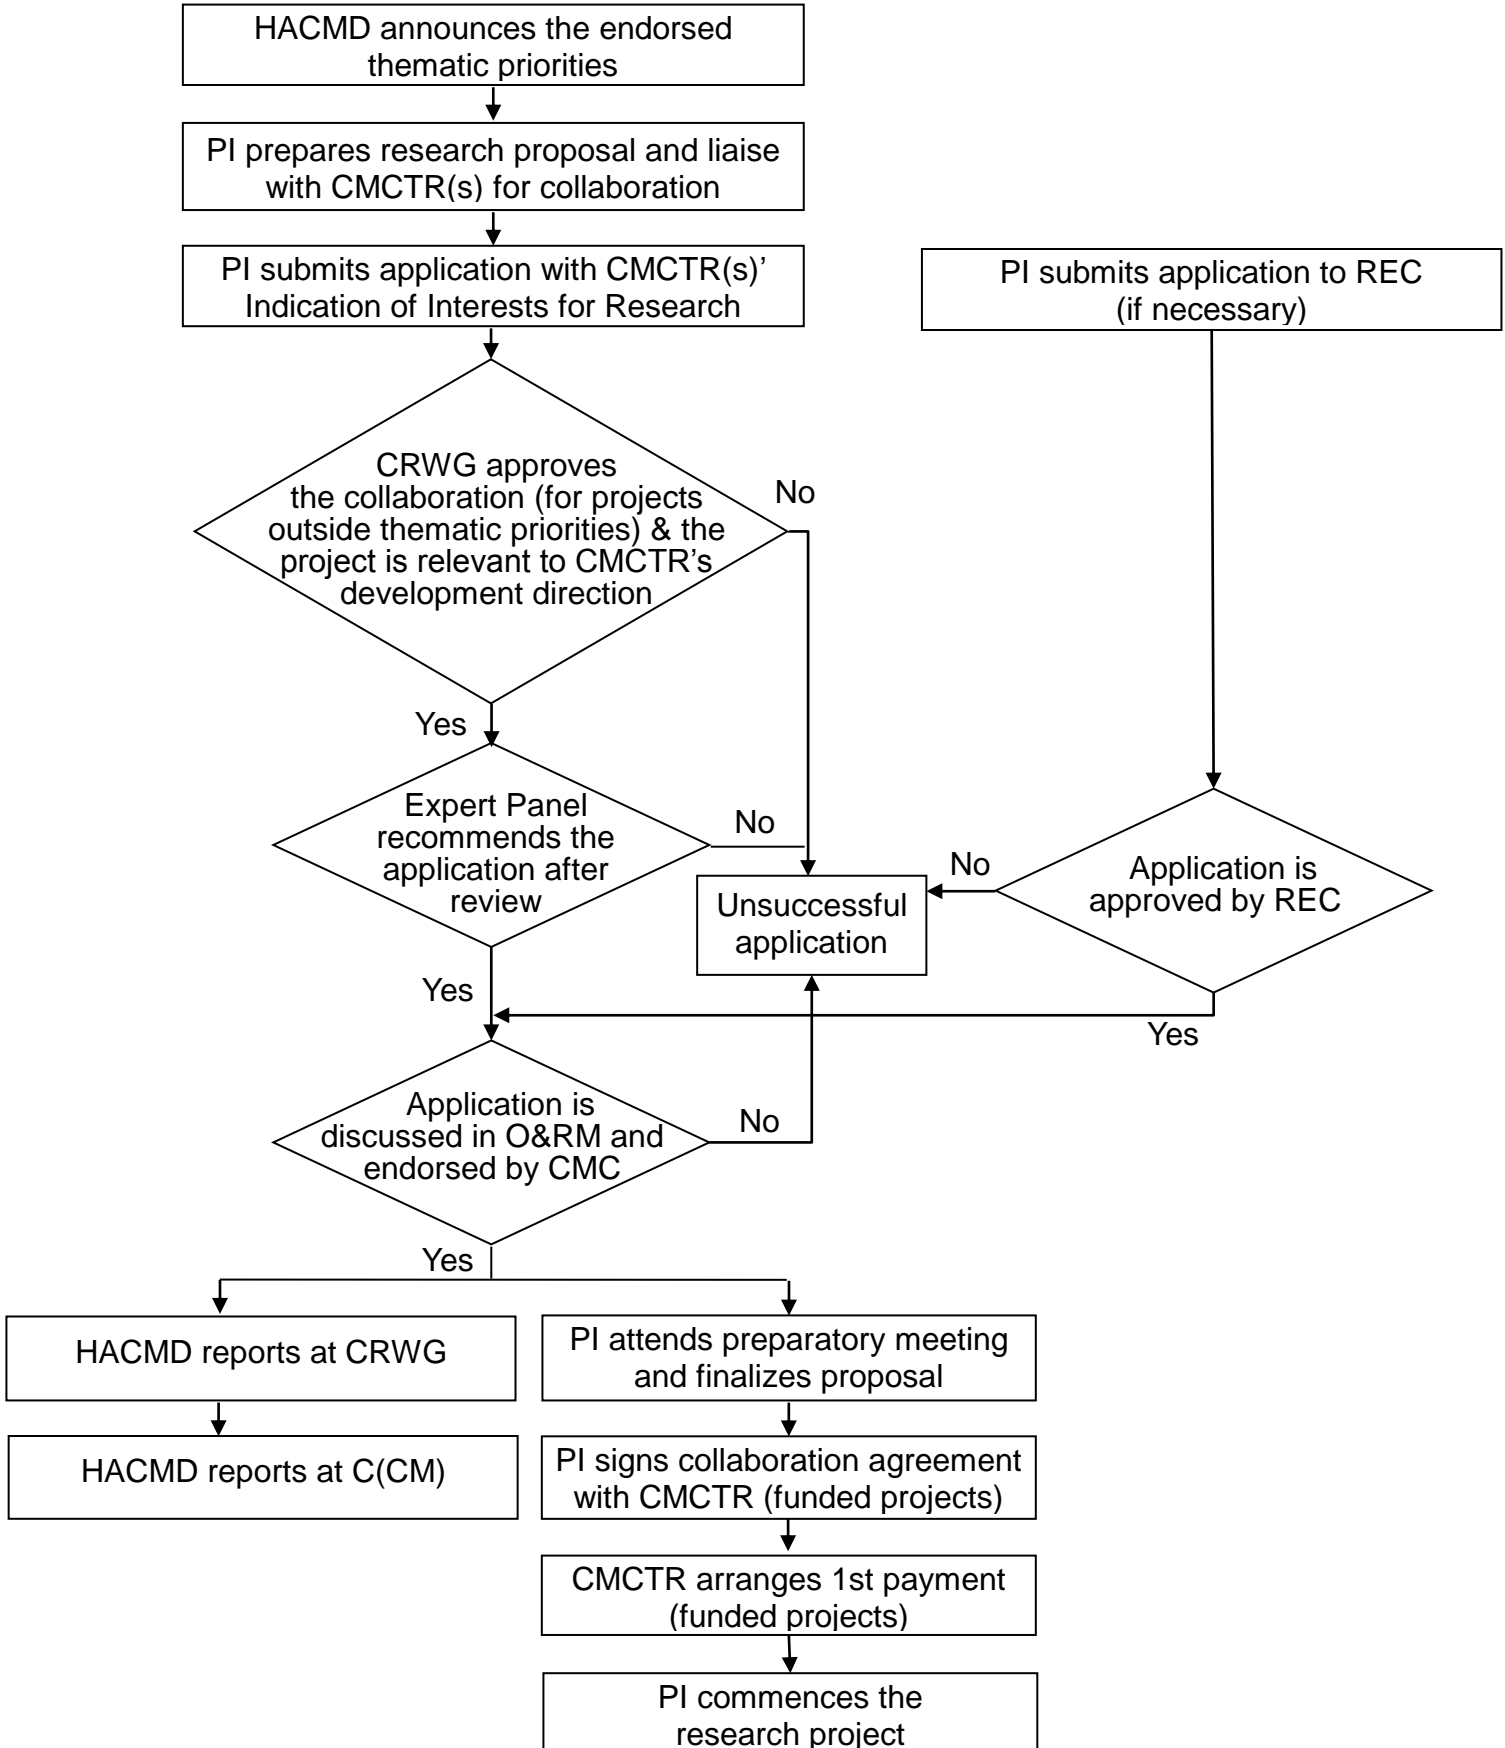 HACMD announces the endorsed
thematic priorities
PI prepares research proposal and liaise
with CMCTR(s) for collaboration
PI submits application with CMCTR(s)’
Indication of Interests for Research
PI submits application to REC
(if necessary)
CRWG approves
the collaboration (for projects
outside thematic priorities) & the
project is relevant to CMCTR’s
development direction
No
Yes
Expert Panel
recommends the
application after
review
No
Unsuccessful
application
No
Application is
approved by REC
Yes
Yes
Application is
discussed in O&RM and
endorsed by CMC
No
Yes
HACMD reports at CRWG
PI attends preparatory meeting
and finalizes proposal
HACMD reports at C(CM)
PI signs collaboration agreement
with CMCTR (funded projects)
CMCTR arranges 1st payment
(funded projects)
PI commences the
research project